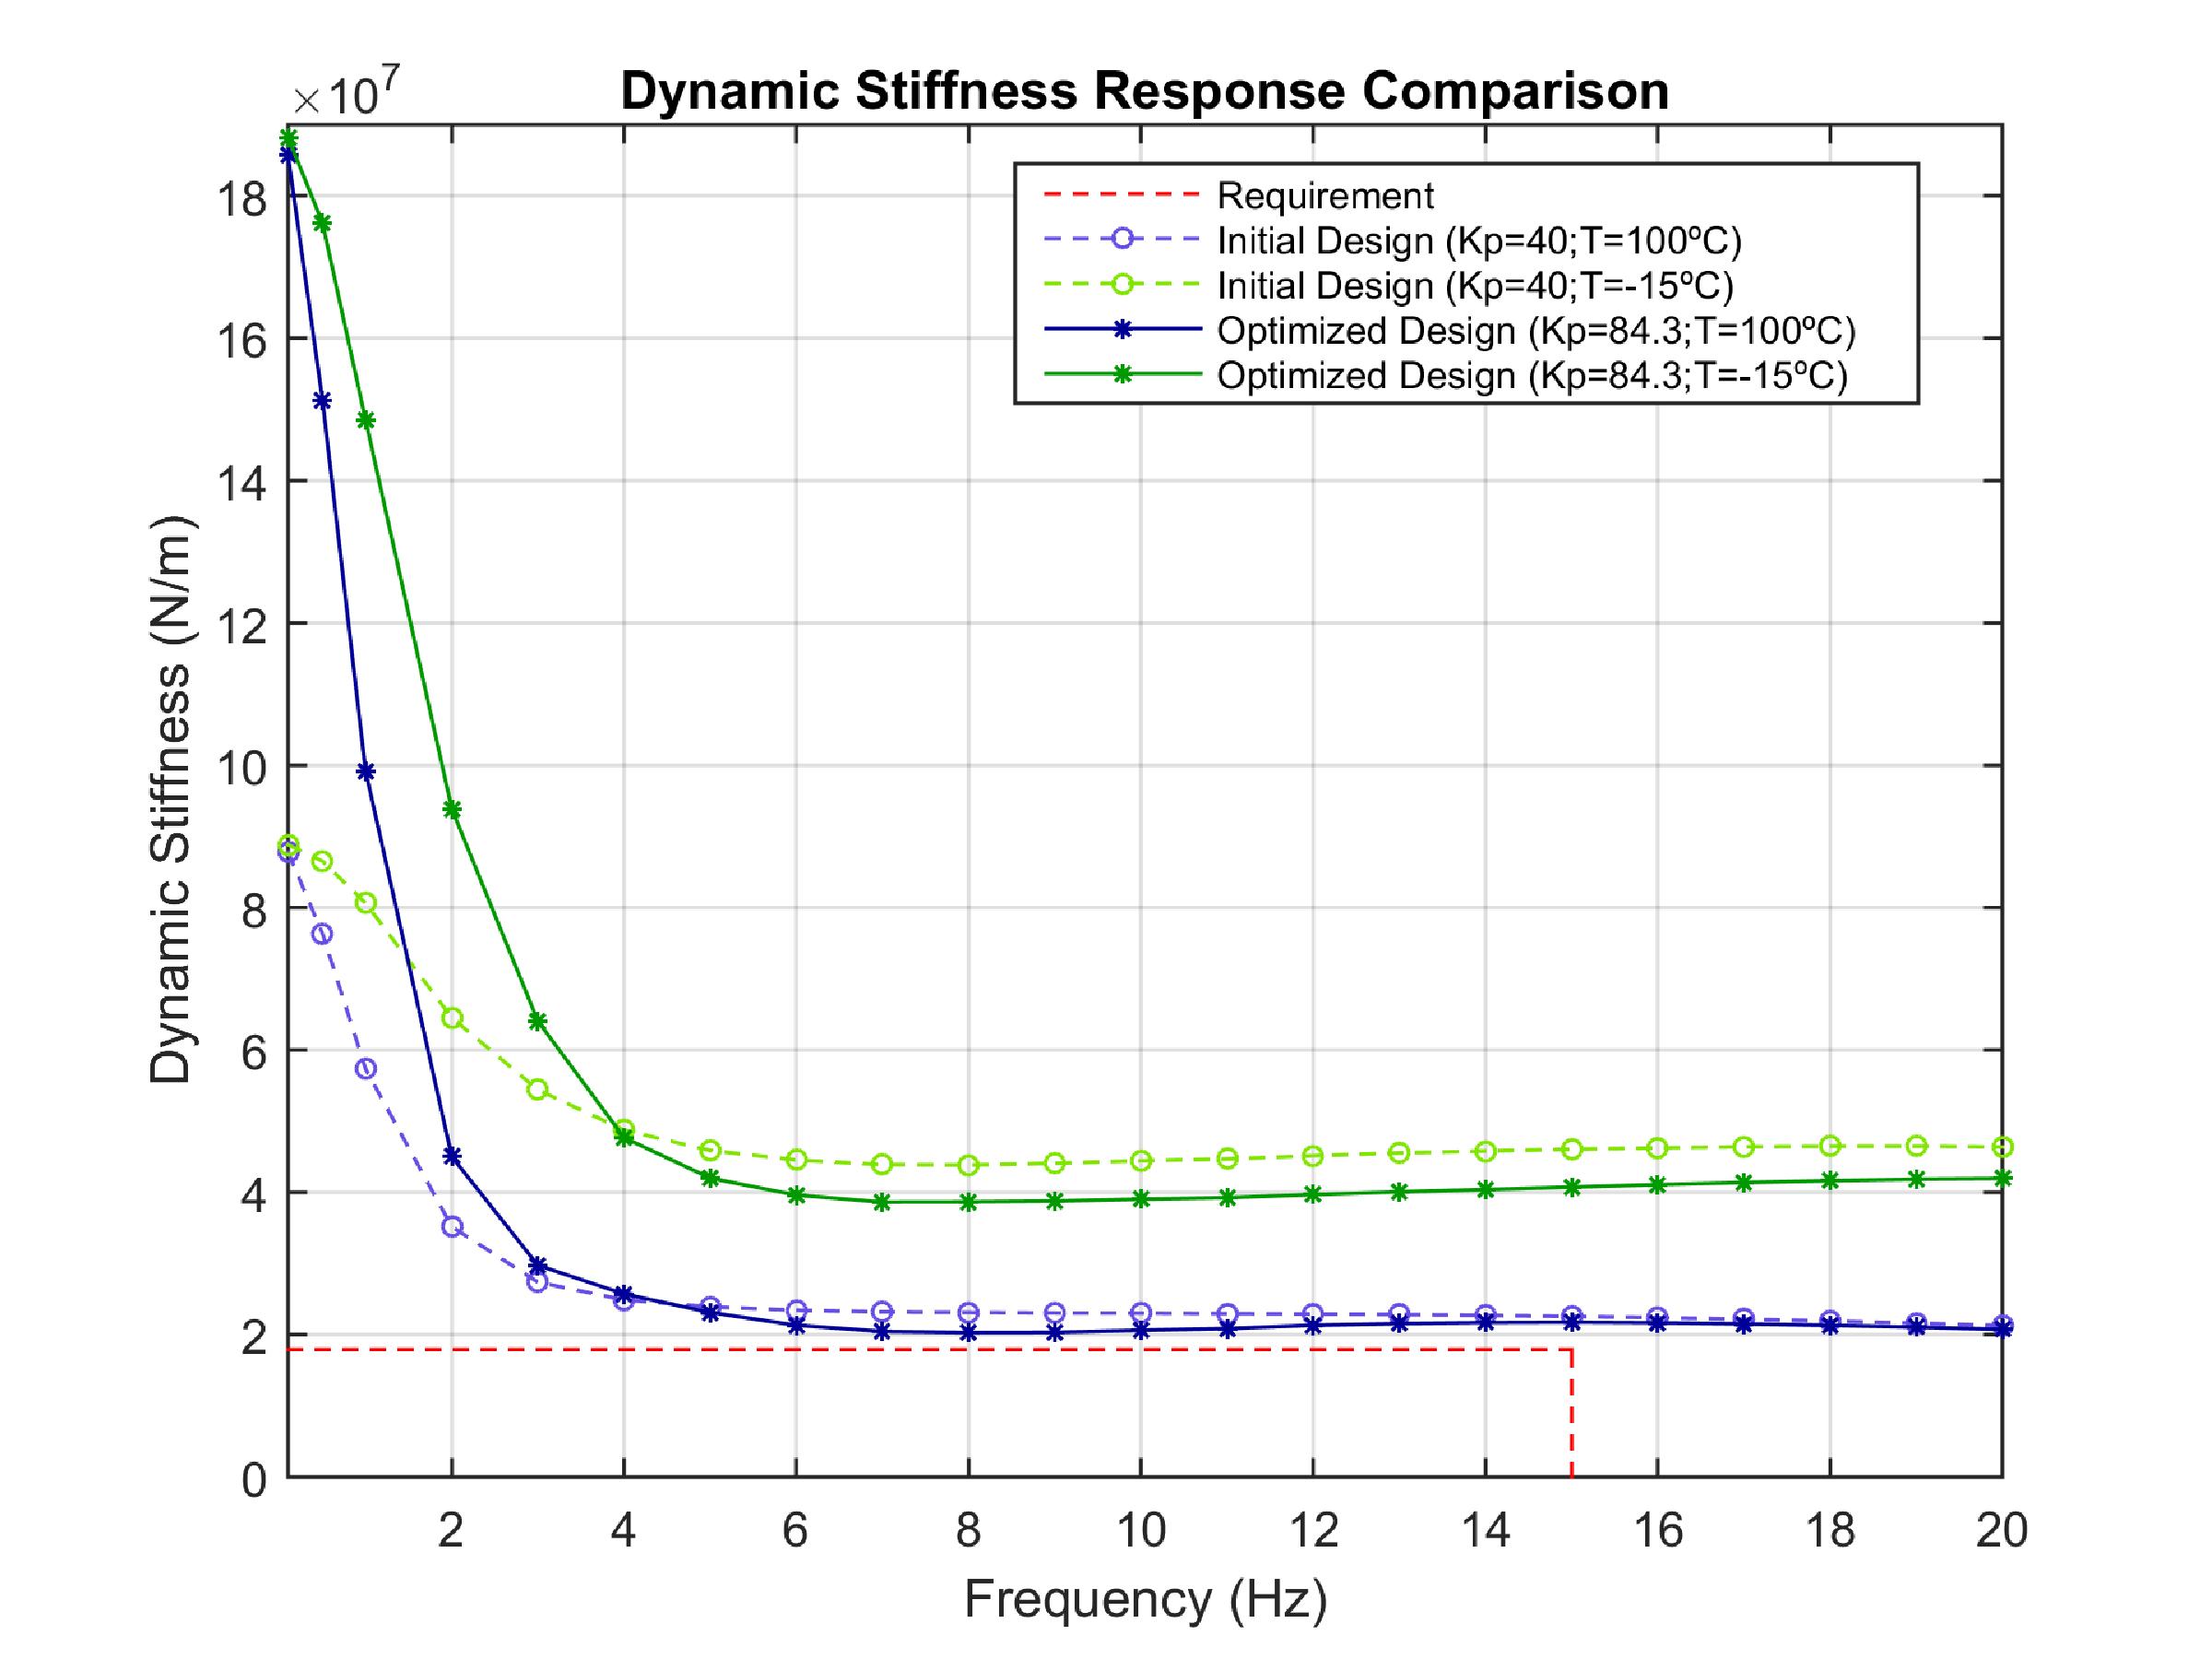 ×10⁷
Dynamic Stiffness Response Comparison
Requirement
Initial Design (Kp=40;T=100ºC)
Initial Design (Kp=40;T=-15ºC)
Optimized Design (Kp=84.3;T=100ºC)
Optimized Design (Kp=84.3;T=-15ºC)
18
16
14
12
10
8
6
4
2
0
Dynamic Stiffness (N/m)
2 4 6 8 10 12 14 16 18 20
Frequency (Hz)